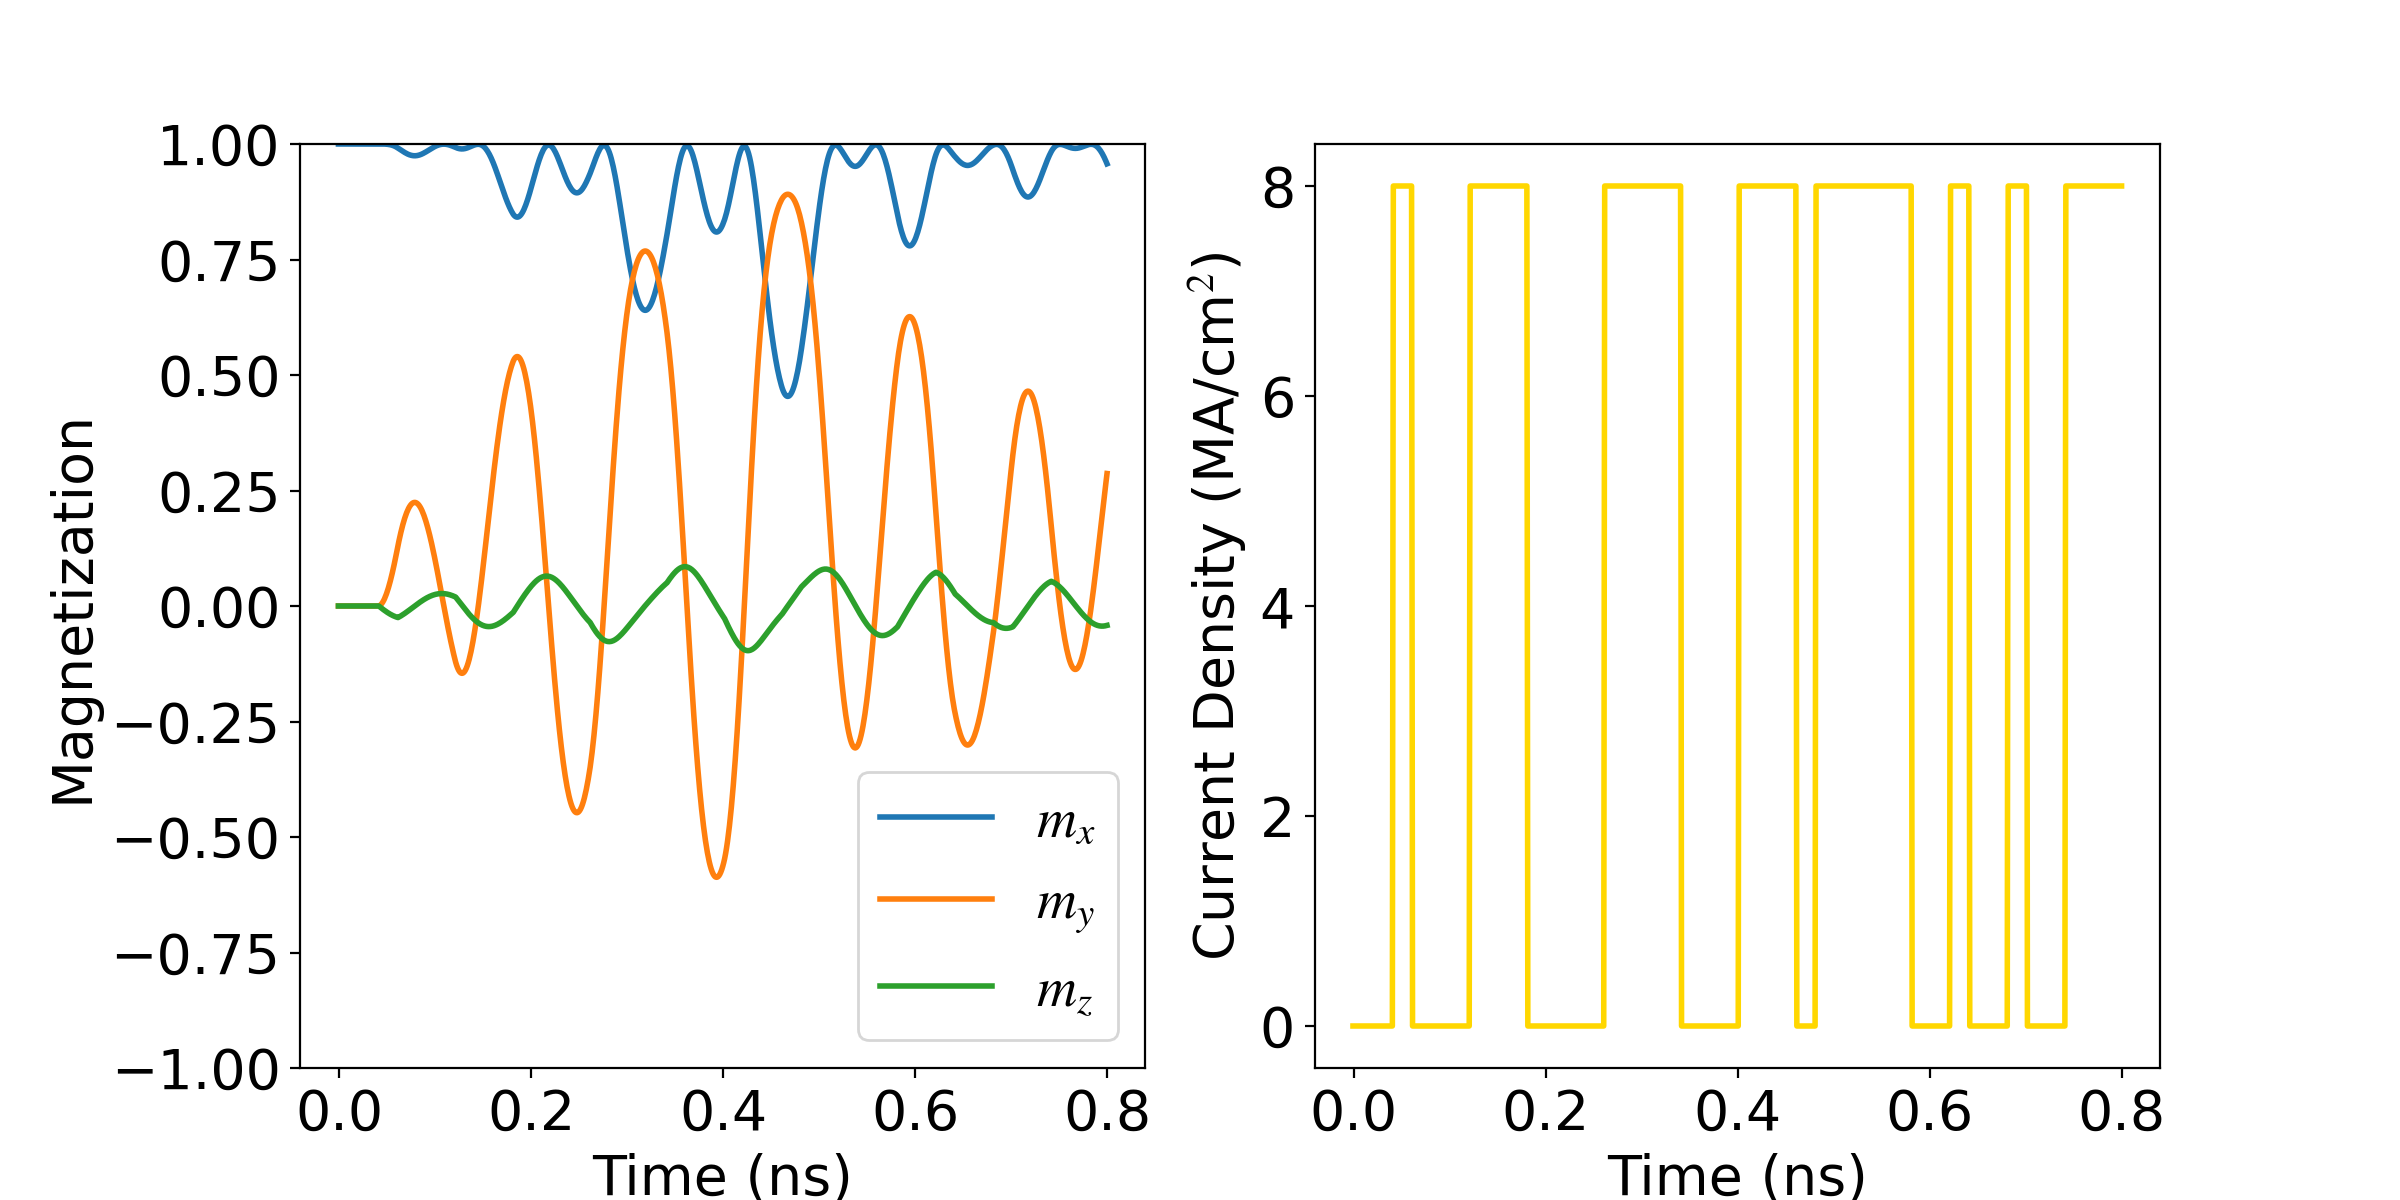 Magnetization
1.00
0.75
0.50
0.25
0.00
−0.25
−0.50
−0.75
−1.00
0.0 0.2 0.4 0.6 0.8
Time (ns)
m_x
m_y
m_z
Current Density (MA/cm²)
8
6
4
2
0
0.0 0.2 0.4 0.6 0.8
Time (ns)